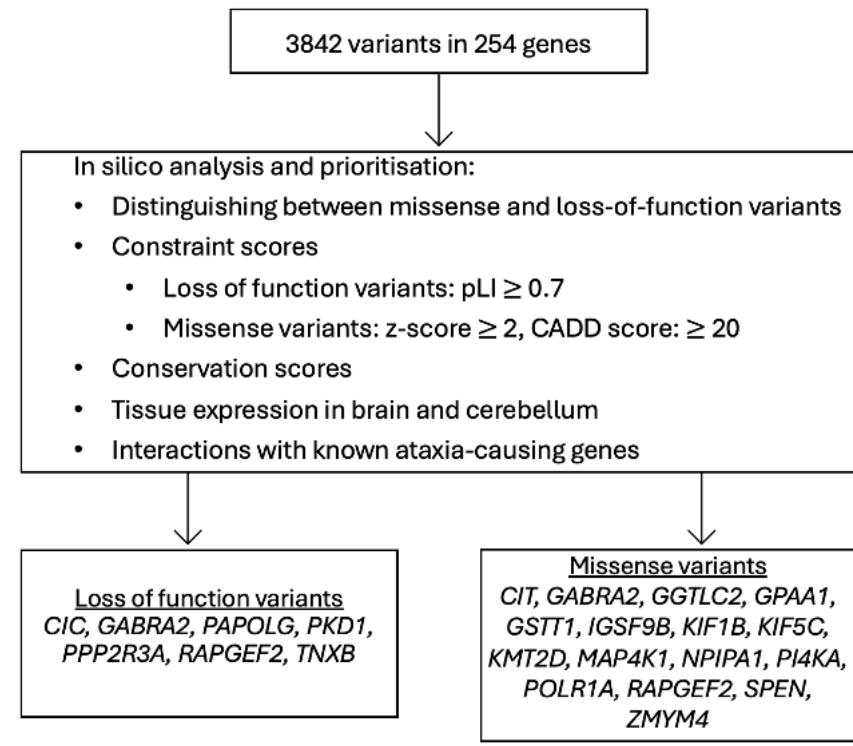 3842 variants in 254 genes
In silico analysis and prioritisation:
• Distinguishing between missense and loss-of-function variants
• Constraint scores
• Loss of function variants: pLI ≥ 0.7
• Missense variants: z-score ≥ 2, CADD score: ≥ 20
• Conservation scores
• Tissue expression in brain and cerebellum
• Interactions with known ataxia-causing genes
Loss of function variants
CIC, GABRA2, PAPOLG, PKD1,
PPP2R3A, RAPGEF2, TNXB
Missense variants
CIT, GABRA2, GGTLC2, GPAA1,
GSTT1, IGSF9B, KIF1B, KIF5C,
KMT2D, MAP4K1, NPIPA1, PI4KA,
POLR1A, RAPGEF2, SPEN,
ZMYM4